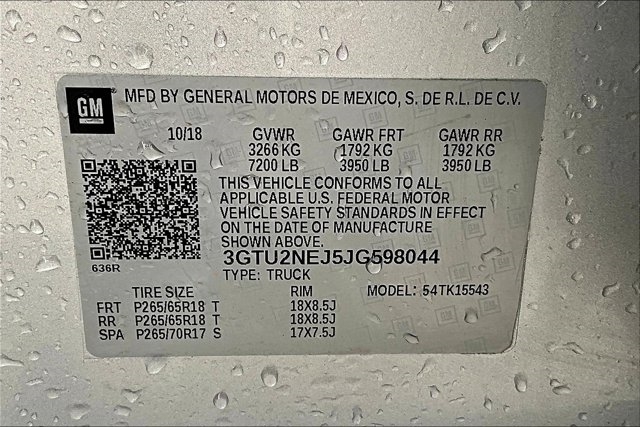 GM MFD BY GENERAL MOTORS DE MEXICO, S. DE R.L. DE C.V.
10/18 GVWR GAWR FRT GAWR RR
3266 KG 1792 KG 1792 KG
7200 LB 3950 LB 3950 LB
THIS VEHICLE CONFORMS TO ALL
APPLICABLE U.S. FEDERAL MOTOR
VEHICLE SAFETY STANDARDS IN EFFECT
ON THE DATE OF MANUFACTURE
SHOWN ABOVE.
636R 3GTU2NEJ5JG598044
TYPE: TRUCK
TIRE SIZE RIM MODEL: 54TK15543
FRT P265/65R18 T 18X8.5J
RR P265/65R18 T 18X8.5J
SPA P265/70R17 S 17X7.5J